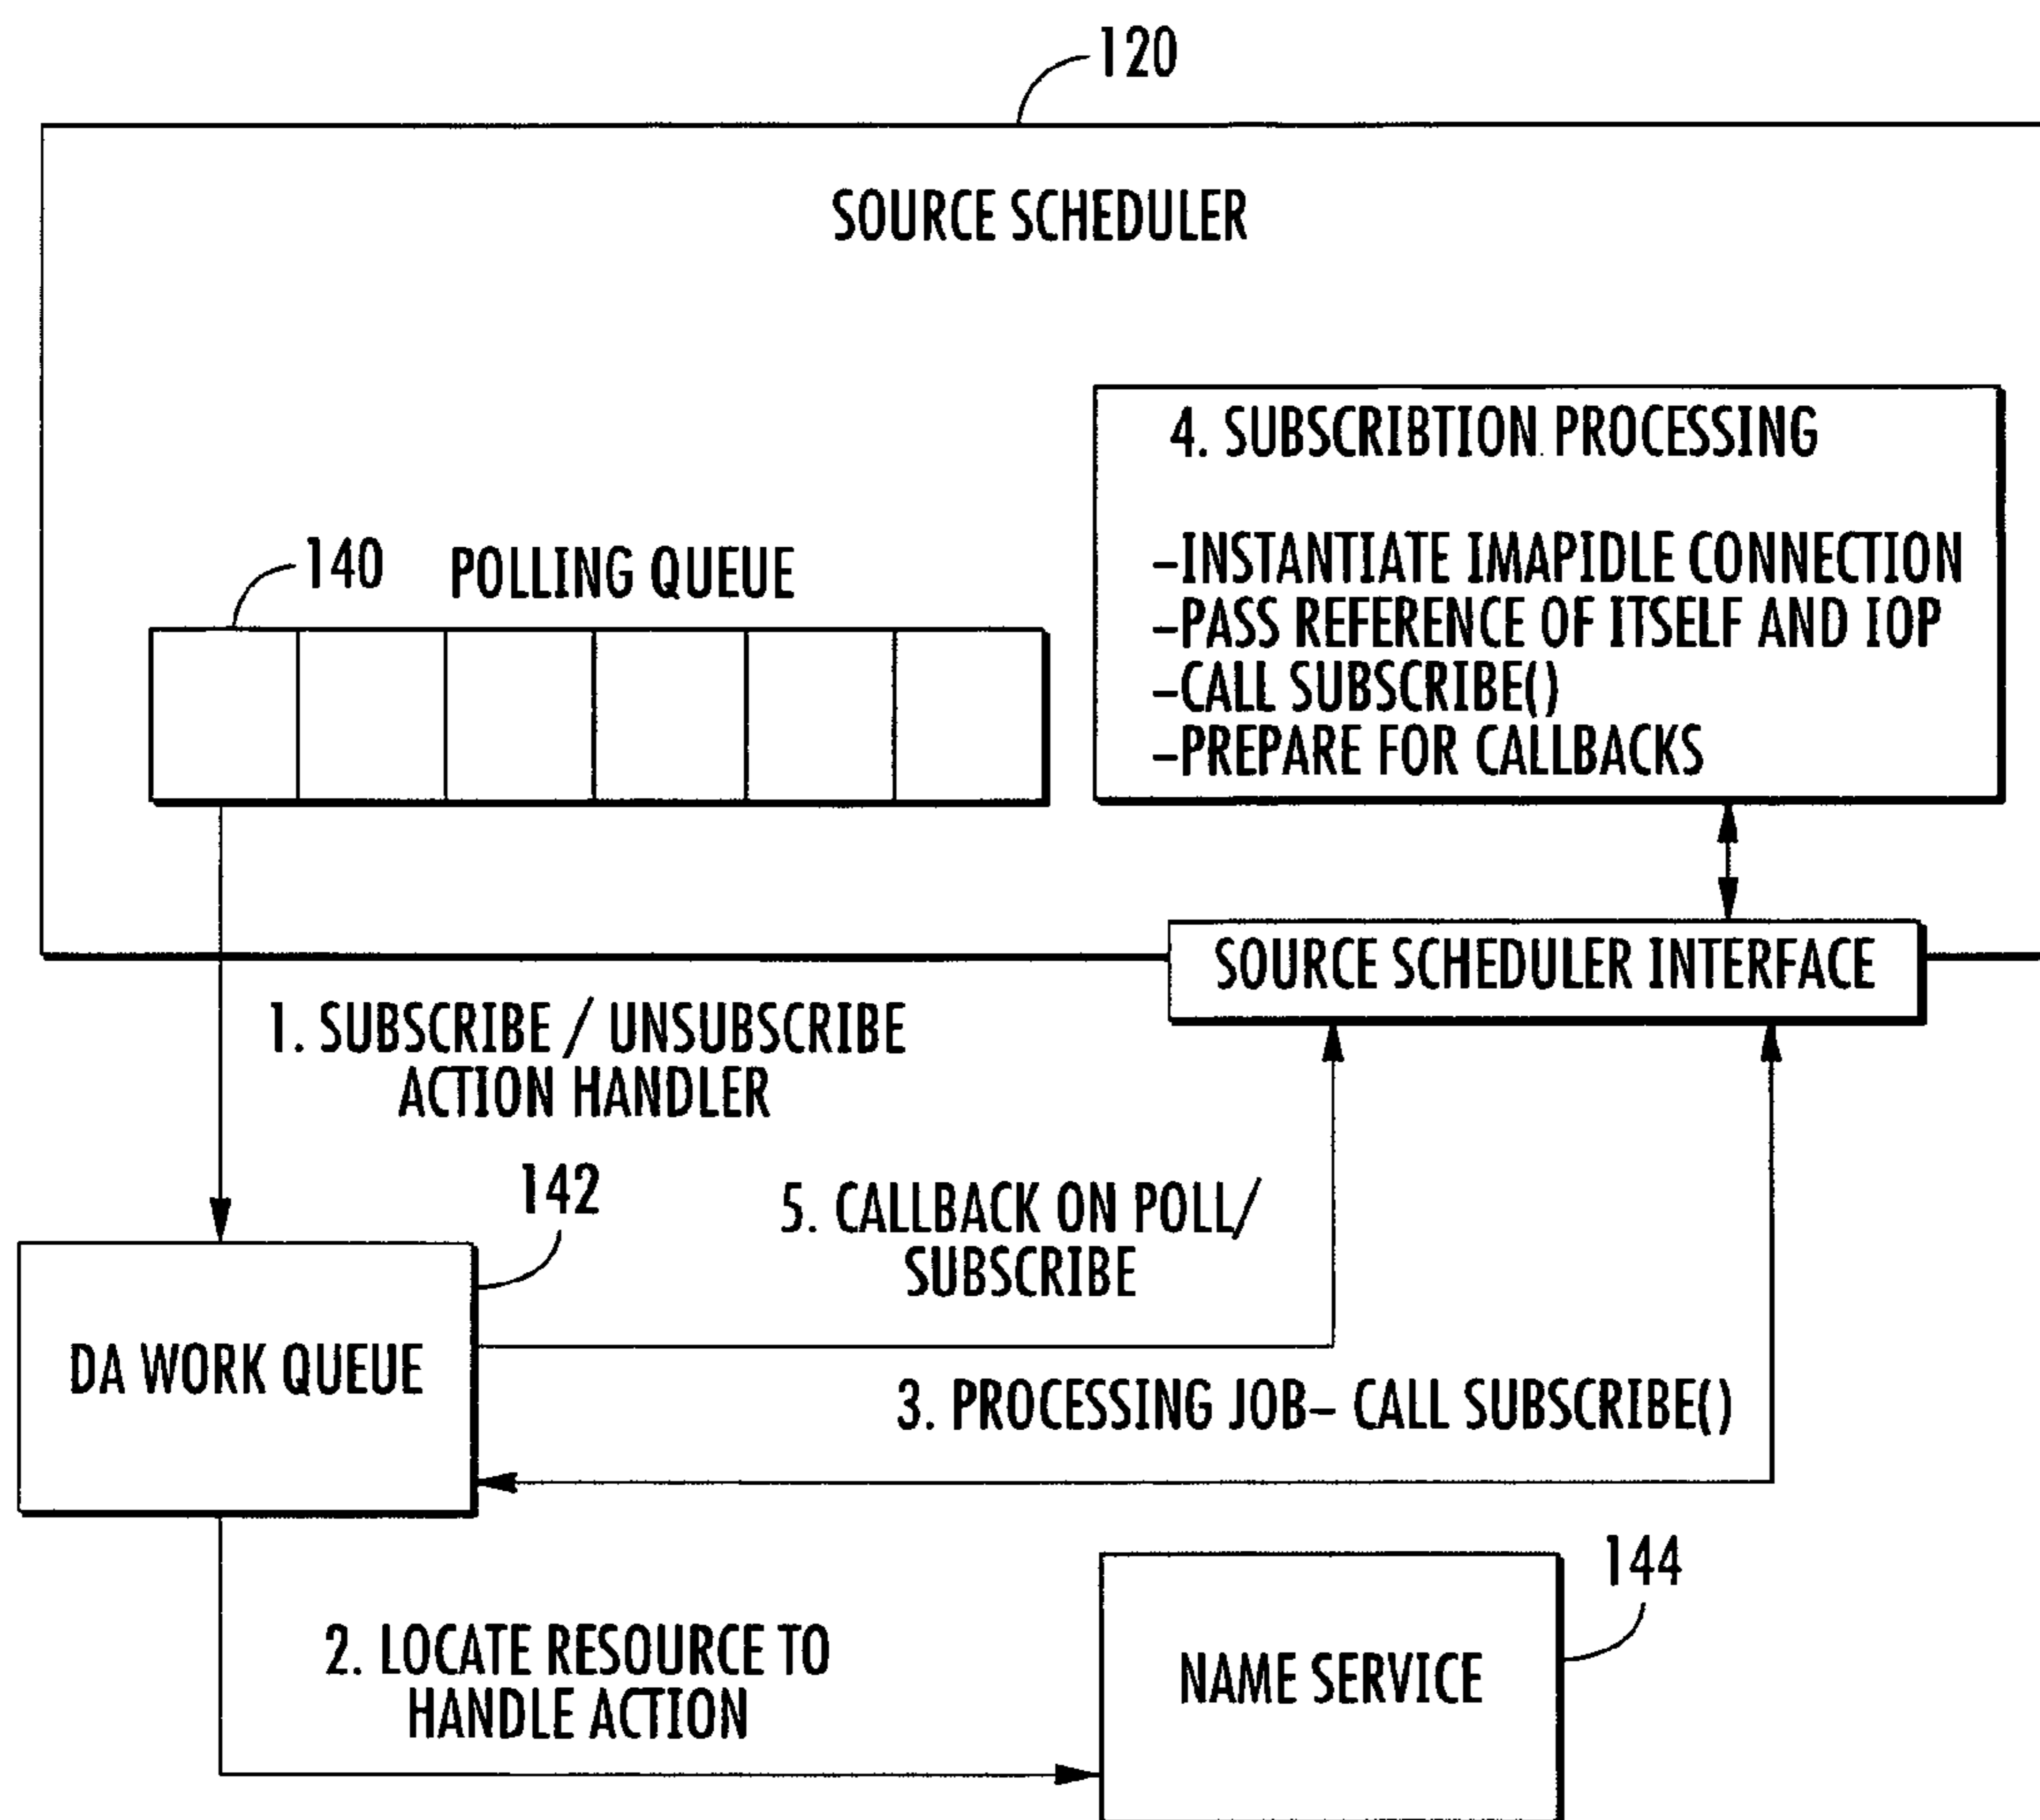 120
SOURCE SCHEDULER
4. SUBSCRIBTION PROCESSING
-INSTANTIATE IMAPIDLE CONNECTION
-PASS REFERENCE OF ITSELF AND IOP
-CALL SUBSCRIBE()
-PREPARE FOR CALLBACKS
140
POLLING QUEUE
SOURCE SCHEDULER INTERFACE
1. SUBSCRIBE / UNSUBSCRIBE
ACTION HANDLER
142
5. CALLBACK ON POLL/
SUBSCRIBE
DA WORK QUEUE
3. PROCESSING JOB- CALL SUBSCRIBE()
144
2. LOCATE RESOURCE TO
HANDLE ACTION
NAME SERVICE